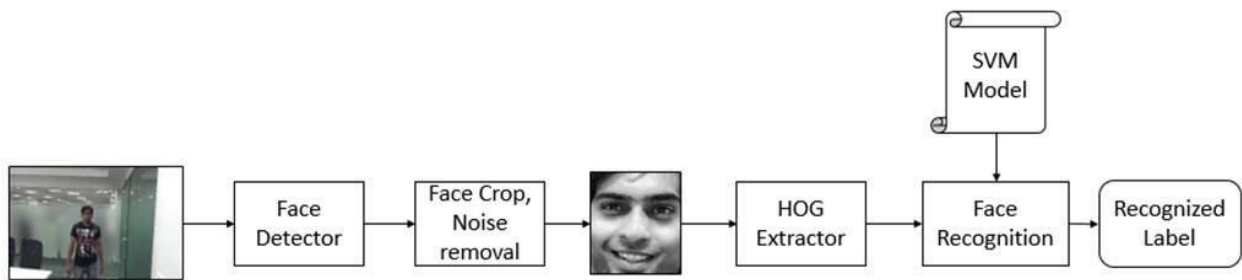 SVM
Model
Face
Detector
Face Crop,
Noise
removal
HOG
Extractor
Face
Recognition
Recognized
Label